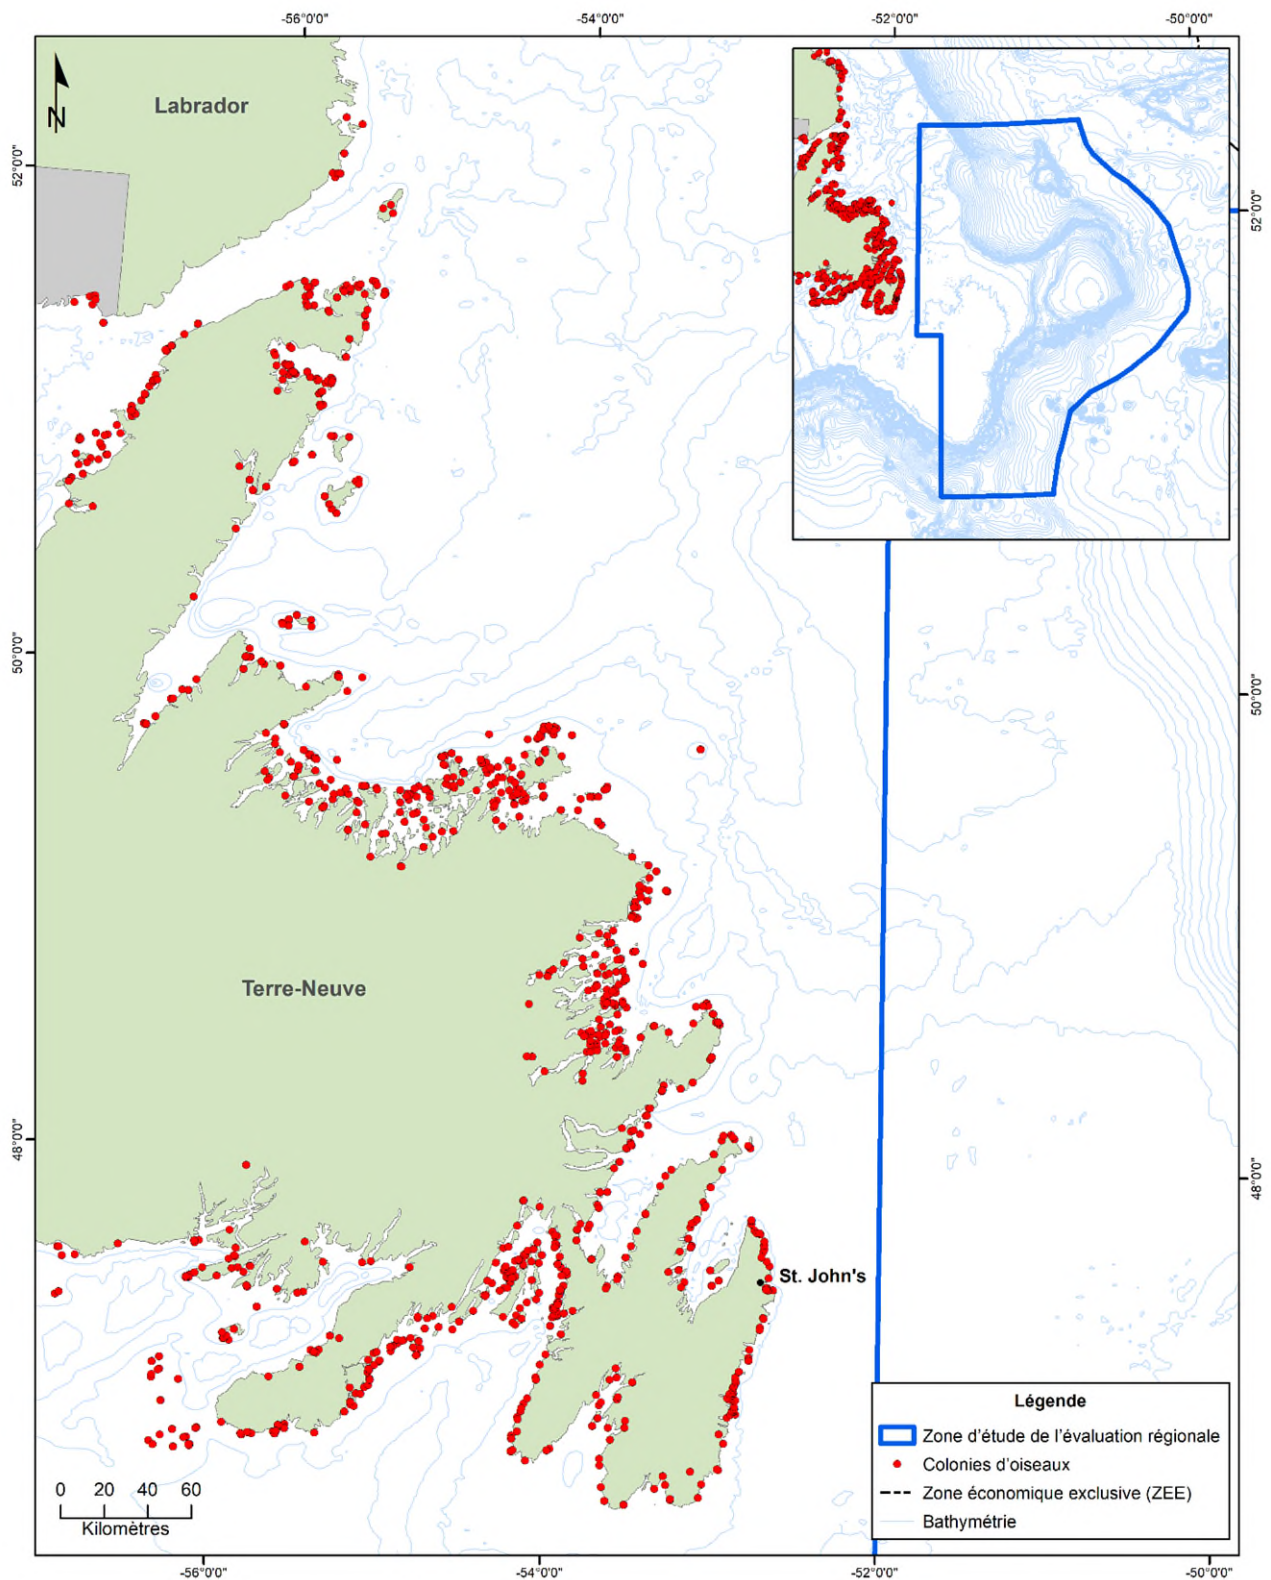 -56°0'0" -54°0'0" -52°0'0" -50°0'0"
N
Labrador
52°0'0"
52°0'0"
50°0'0"
50°0'0"
Terre-Neuve
48°0'0"
48°0'0"
St. John's
Légende
Zone d'étude de l'évaluation régionale
Colonies d'oiseaux
Zone économique exclusive (ZEE)
Bathymétrie
0 20 40 60
Kilomètres
-56°0'0" -54°0'0" -52°0'0" -50°0'0"